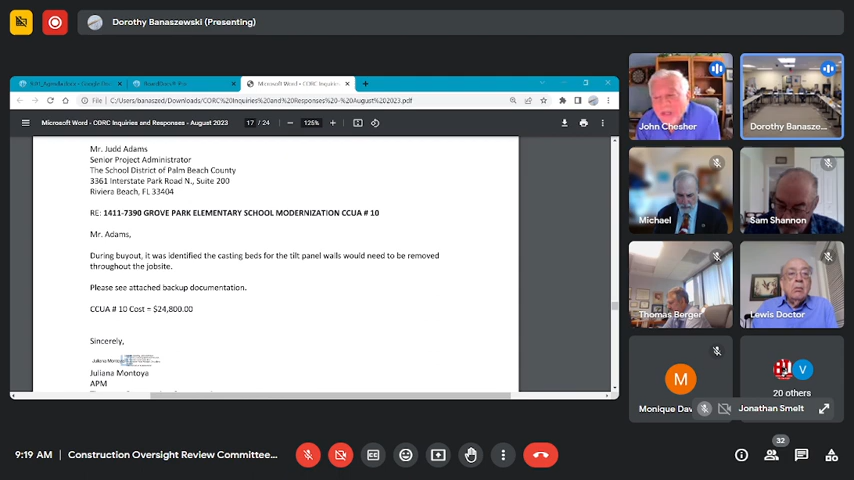 Dorothy Banaszewski (Presenting)
Microsoft Word - CORC Inquiries
File
C:/Users/banaszed/Downloads/CORC%20Inquiries%20and%20Responses%20-%20August%202023.pdf
Microsoft Word - CORC Inquiries and Responses - August 2023
17 / 24
125%
Mr. Judd Adams
Senior Project Administrator
The School District of Palm Beach County
3361 Interstate Park Road N., Suite 200
Riviera Beach, FL 33404
RE: 1411-7390 GROVE PARK ELEMENTARY SCHOOL MODERNIZATION CCUA # 10
Mr. Adams,
During buyout, it was identified the casting beds for the tilt panel walls would need to be removed
throughout the jobsite.
Please see attached backup documentation.
CCUA # 10 Cost = $24,800.00
Sincerely,
Juliana Montoya
APM
John Chesher
Dorothy Banasze...
Michael
Sam Shannon
Thomas Berger
Lewis Doctor
M
Monique Dav
V
20 others
Jonathan Smelt
9:19 AM | Construction Oversight Review Committee...
32